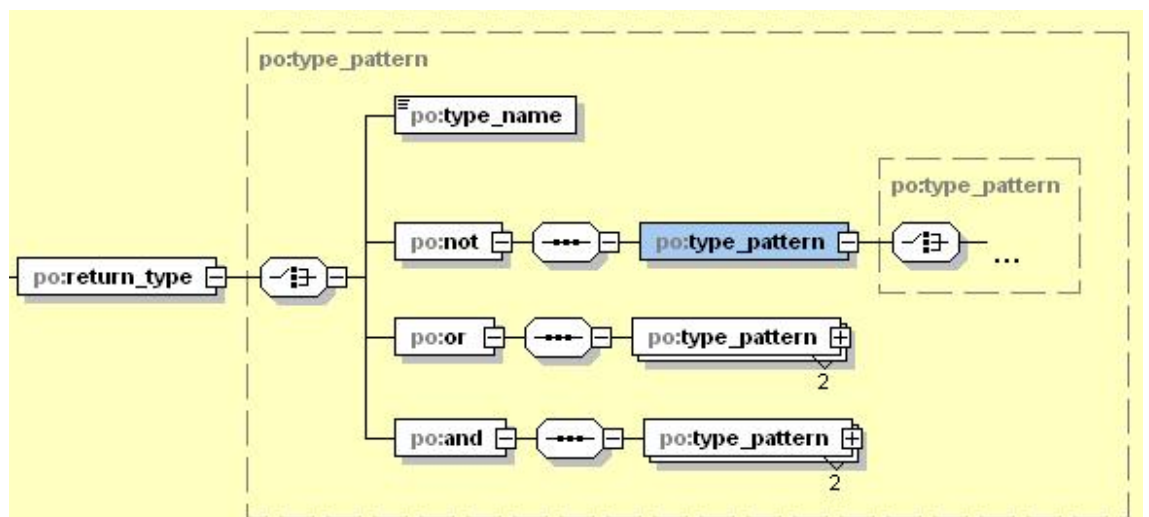 po:type_pattern
po:type_name
po:type_pattern
po:not
po:type_pattern
...
po:return_type
po:or
po:type_pattern
2
po:and
po:type_pattern
2